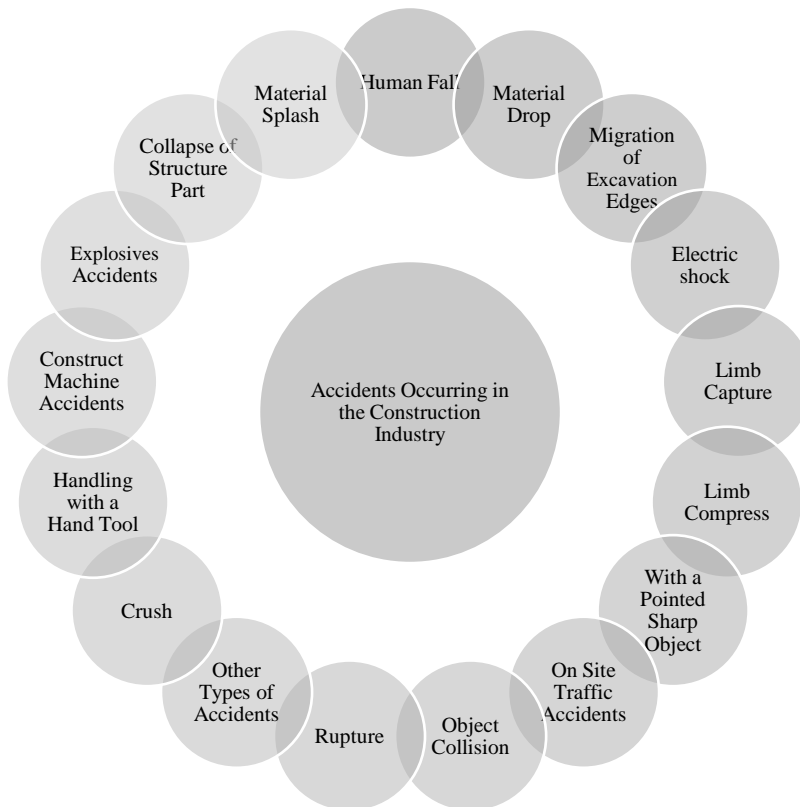 Human Fall
Material
Drop
Migration
of
Excavation
Edges
Electric
shock
Limb
Capture
Limb
Compress
With a
Pointed
Sharp
Object
On Site
Traffic
Accidents
Object
Collision
Rupture
Other
Types of
Accidents
Crush
Handling
with a
Hand Tool
Construct
Machine
Accidents
Explosives
Accidents
Collapse of
Structure
Part
Material
Splash
Accidents Occurring in
the Construction
Industry